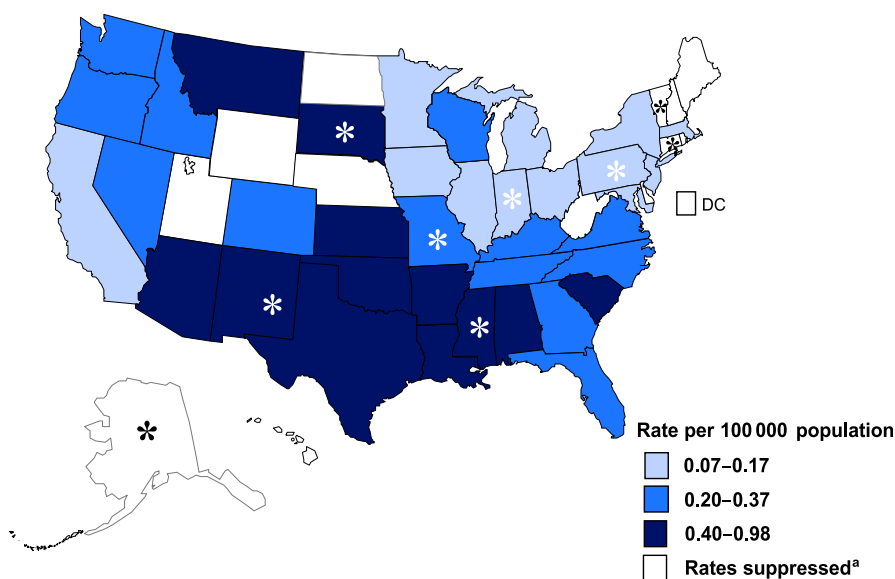 DC
Rate per 100 000 population
0.07–0.17
0.20–0.37
0.40–0.98
Rates suppressedᵃ